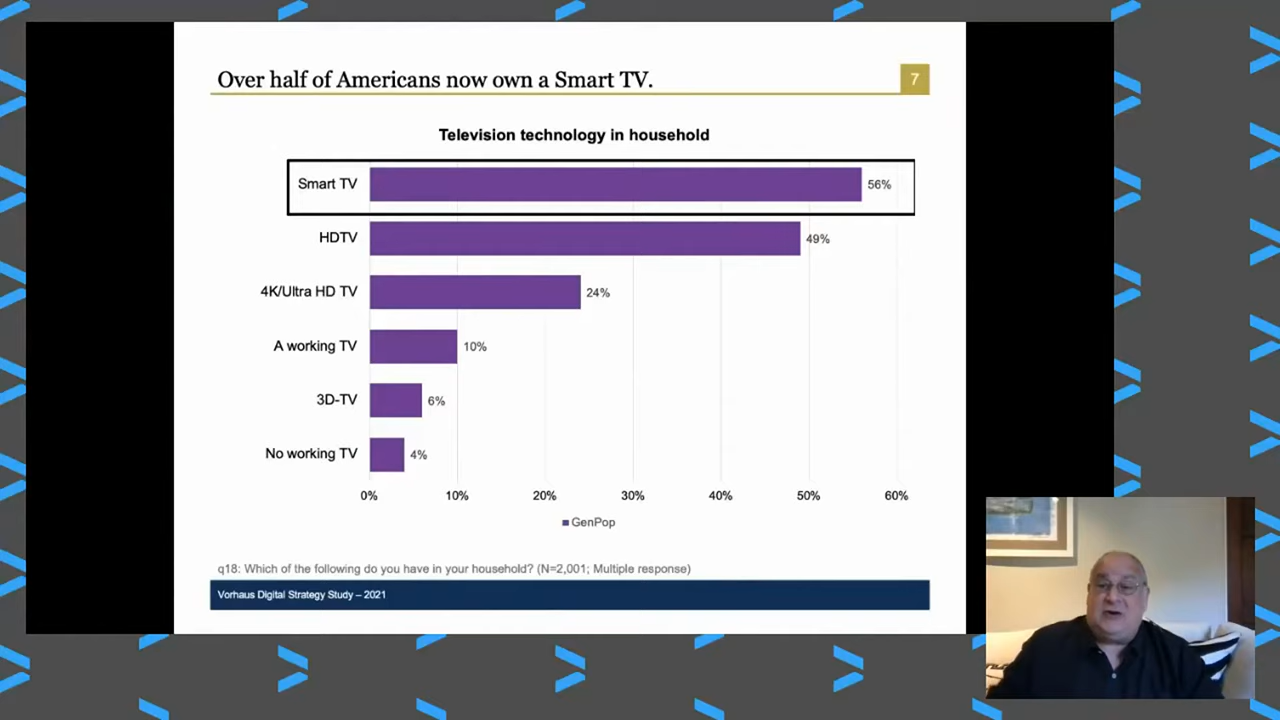 Over half of Americans now own a Smart TV.
7
Television technology in household
Smart TV
56%
HDTV
49%
4K/Ultra HD TV
24%
A working TV
10%
3D-TV
6%
No working TV
4%
0% 10% 20% 30% 40% 50% 60%
GenPop
q18: Which of the following do you have in your household? (N=2,001; Multiple response)
Vorhaus Digital Strategy Study – 2021